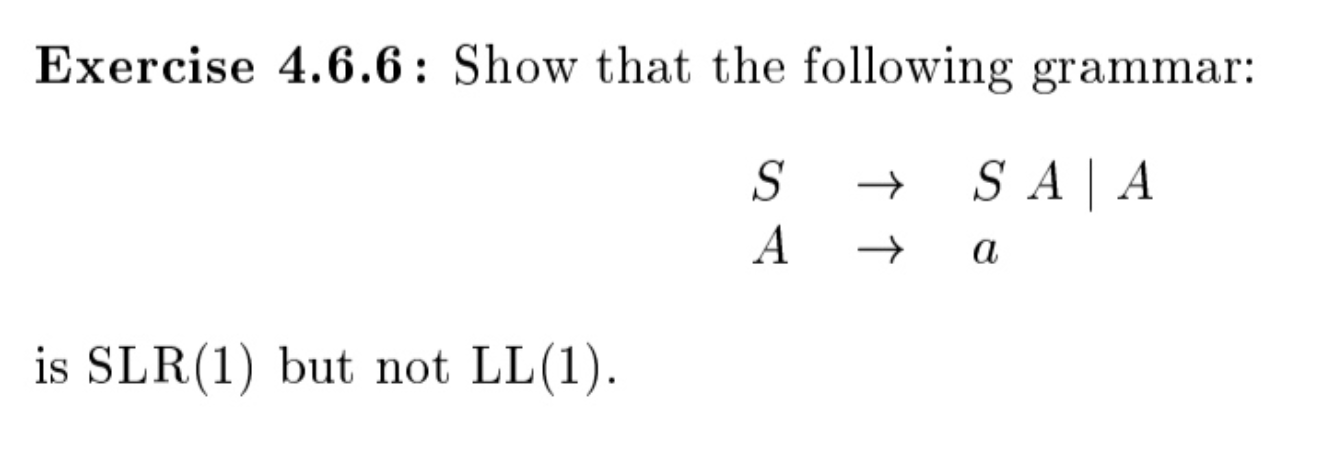 Exercise 4.6.6: Show that the following grammar:
S → S A | A
A → a
is SLR(1) but not LL(1).